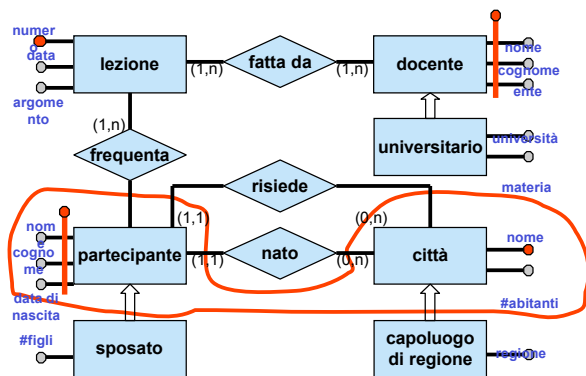 numer
o
data
argome
nto
lezione
(1,n)
fatta da
(1,n)
docente
nome
cognome
ente
(1,n)
frequenta
universitario
università
materia
risiede
(1,1)
(0,n)
nom
e
cogno
me
data di
nascita
partecipante
(1,1)
nato
(0,n)
città
nome
#abitanti
#figli
sposato
capoluogo
di regione
regione